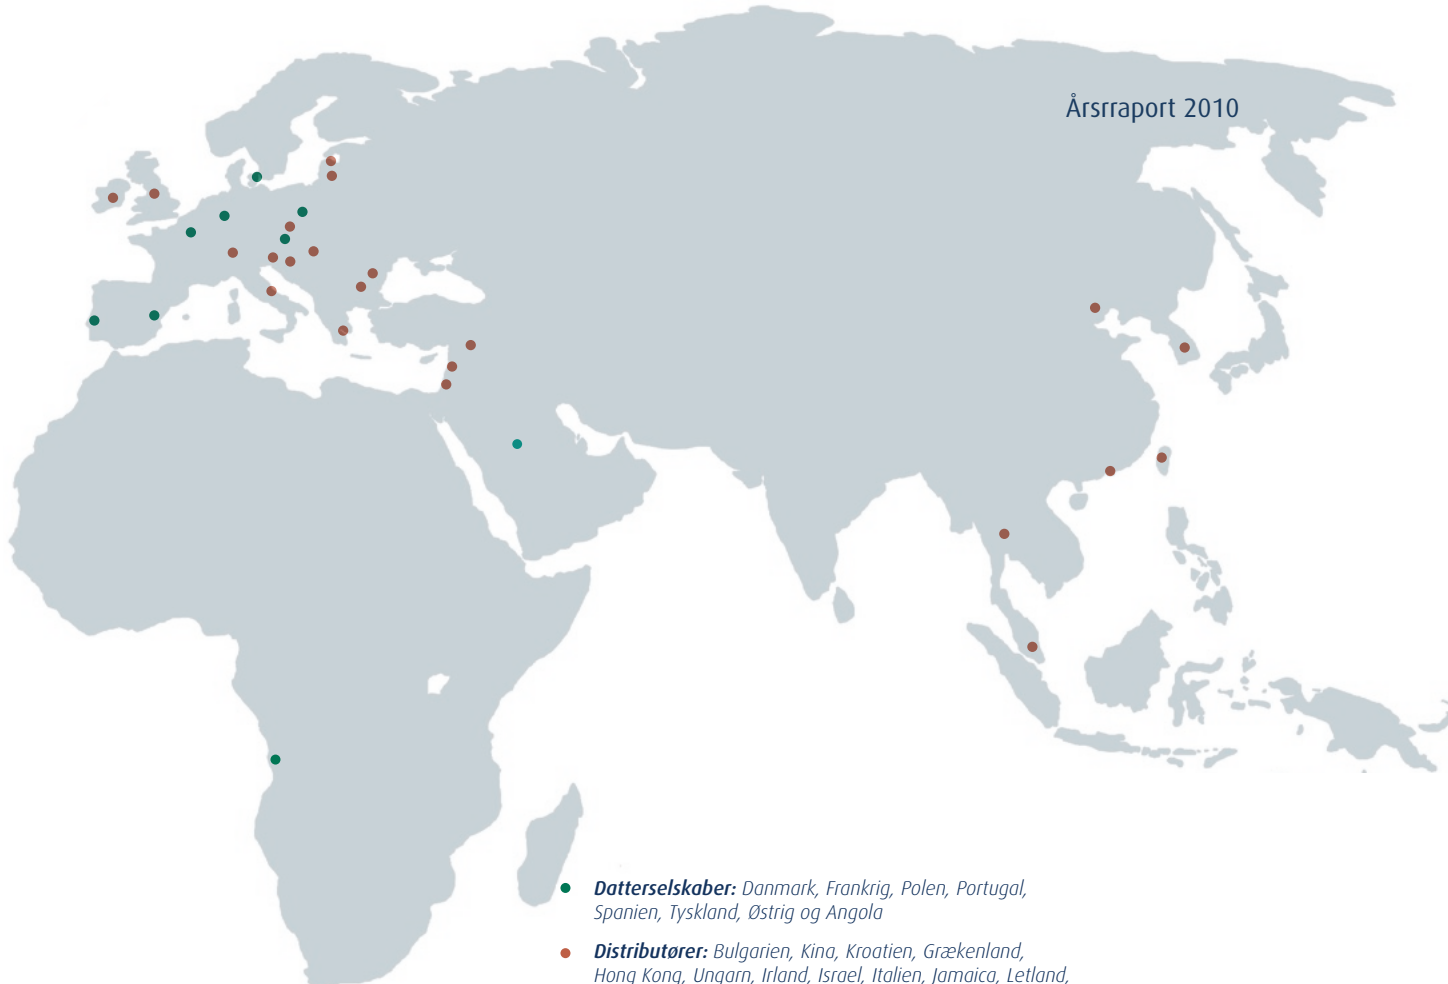 Årsrraport 2010
Datterselskaber: Danmark, Frankrig, Polen, Portugal,
Spanien, Tyskland, Østrig og Angola
Distributører: Bulgarien, Kina, Kroatien, Grækenland,
Hong Kong, Ungarn, Irland, Israel, Italien, Jamaica, Letland,